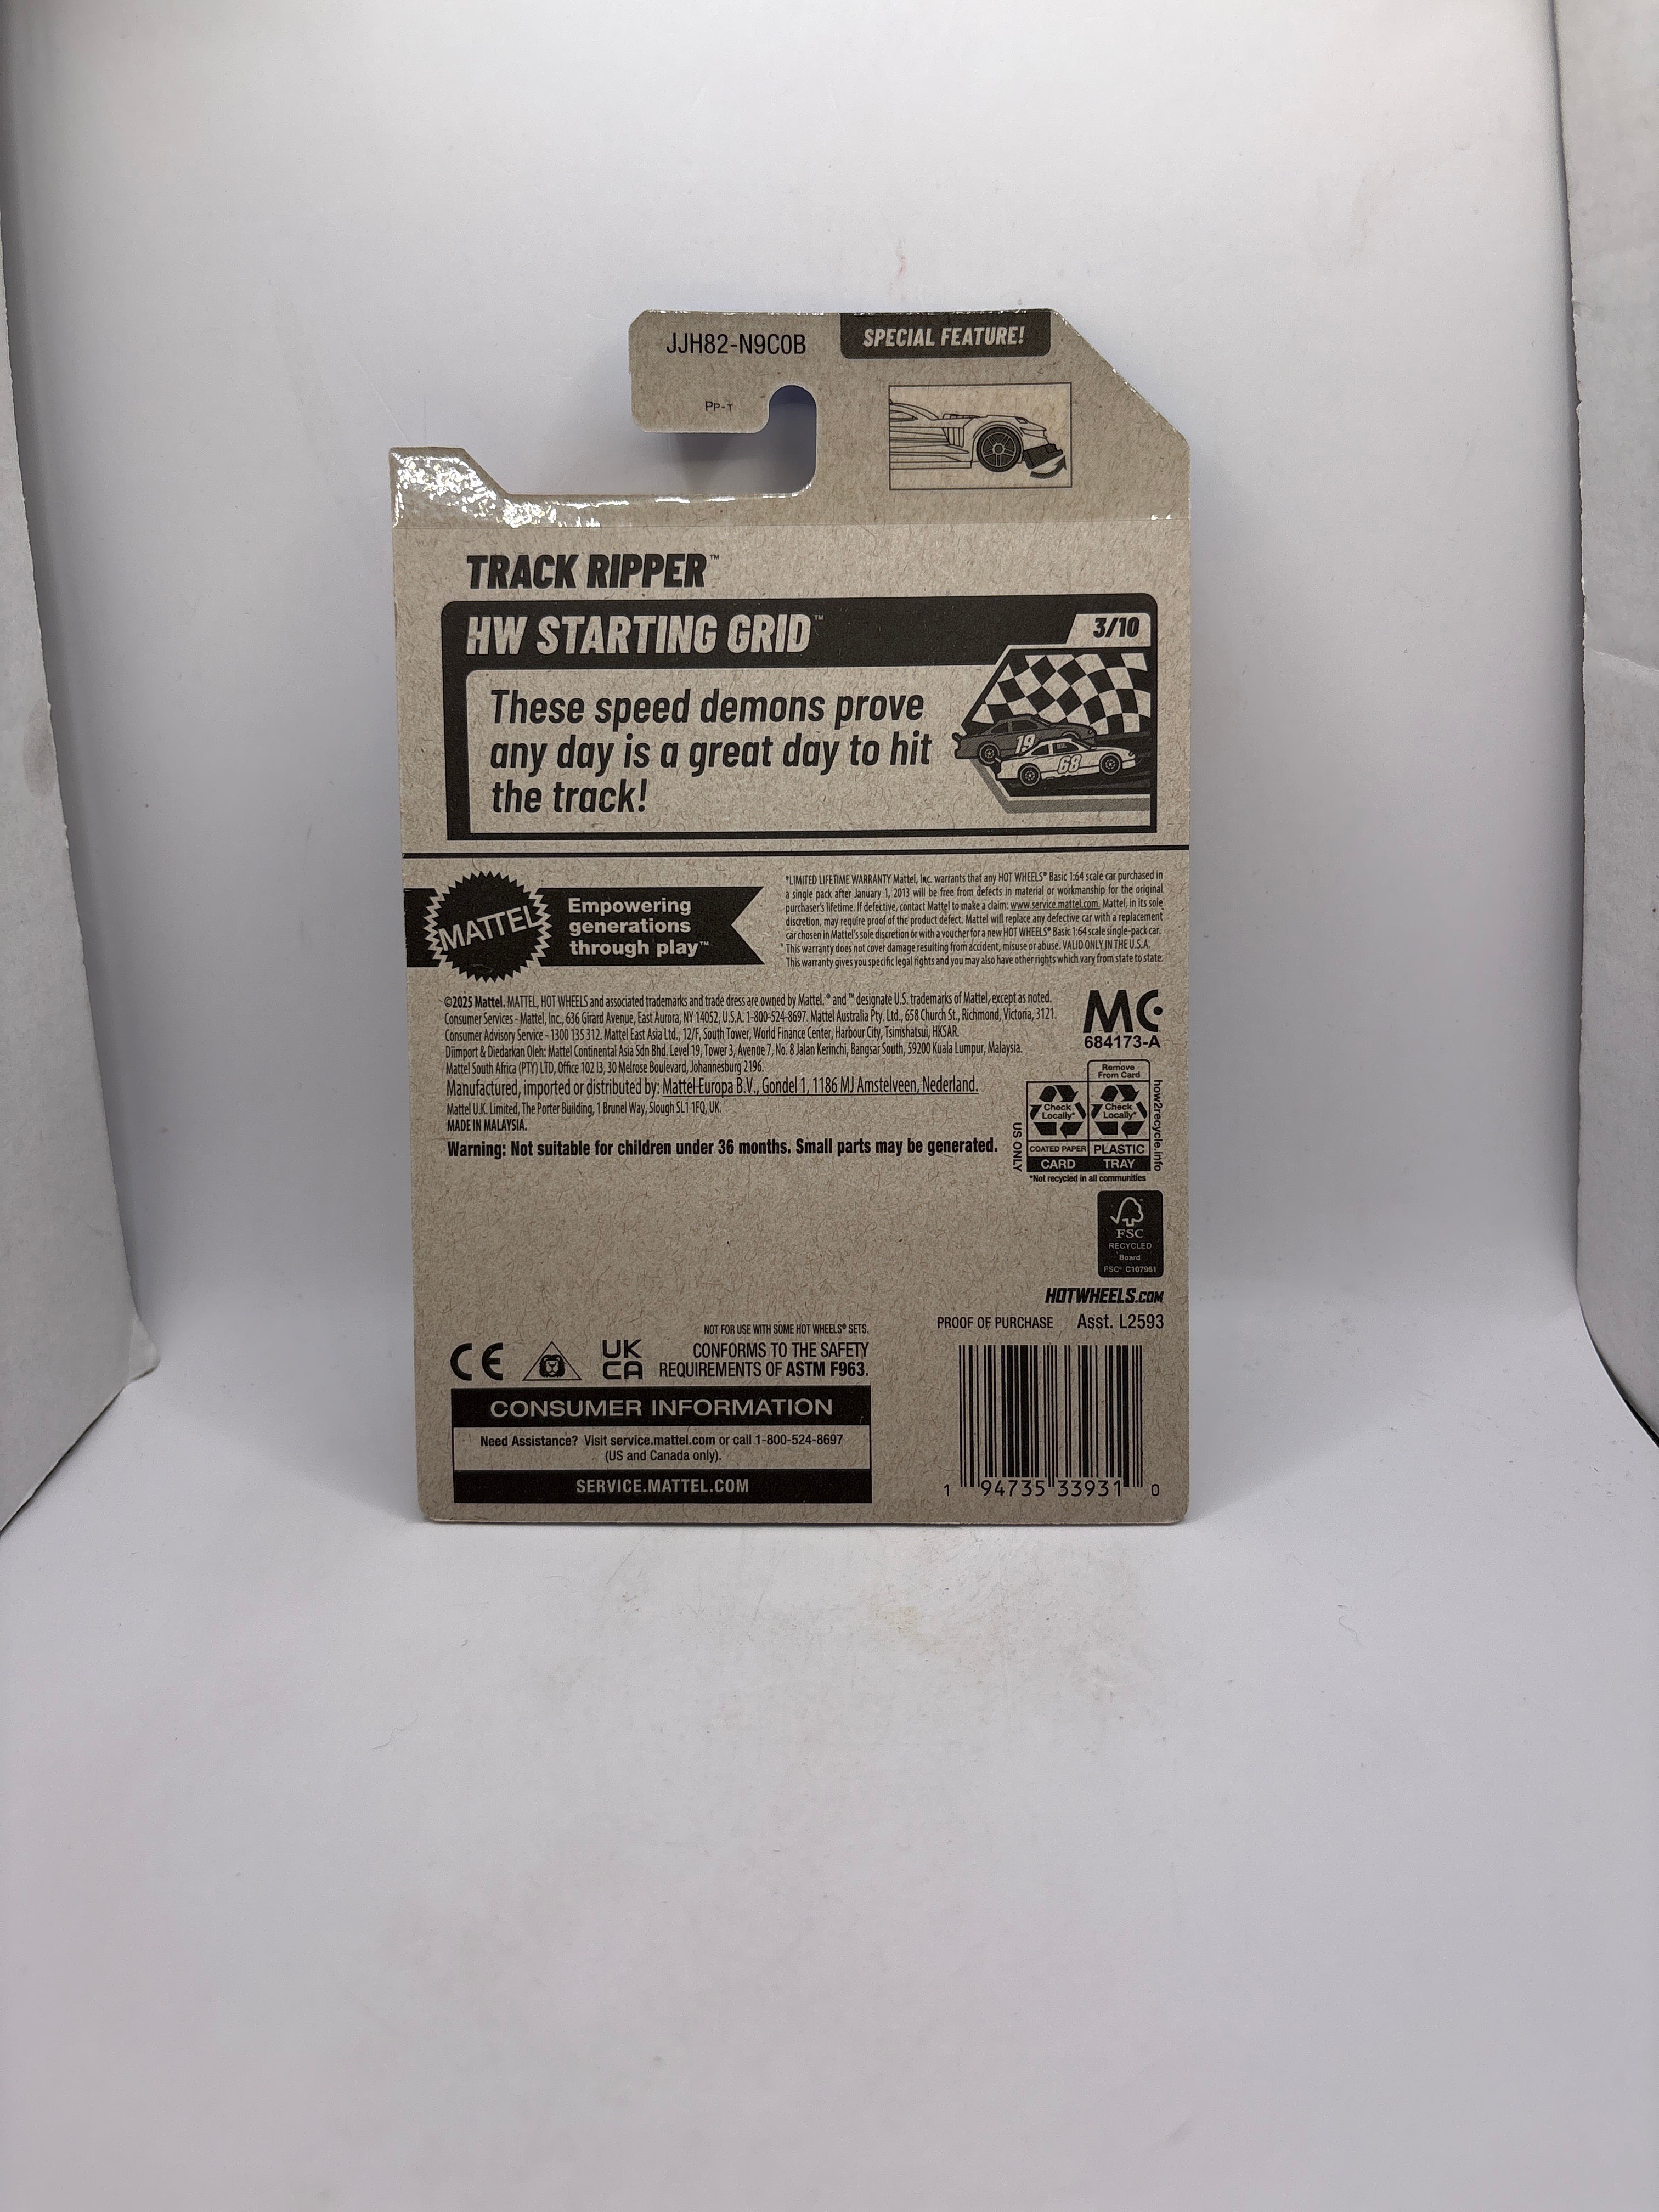 JJH82-N9C0B
SPECIAL FEATURE!
PP-T
TRACK RIPPER™
HW STARTING GRID™
3/10
These speed demons prove
any day is a great day to hit
the track!
19
68
MATTEL
Empowering
generations
through play™
*LIMITED LIFETIME WARRANTY Mattel, Inc. warrants that any HOT WHEELS® Basic 1:64 scale car purchased in
a single pack after January 1, 2013 will be free from defects in material or workmanship for the original
purchaser's lifetime. If defective, contact Mattel to make a claim: www.service.mattel.com. Mattel, in its sole
discretion, may require proof of the product defect. Mattel will replace any defective car with a replacement
car chosen in Mattel's sole discretion or with a voucher for a new HOT WHEELS® Basic 1:64 scale single-pack car.
This warranty does not cover damage resulting from accident, misuse or abuse. VALID ONLY IN THE U.S.A.
This warranty gives you specific legal rights and you may also have other rights which vary from state to state.
©2025 Mattel. MATTEL, HOT WHEELS and associated trademarks and trade dress are owned by Mattel. ® and ™ designate U.S. trademarks of Mattel, except as noted.
Consumer Services - Mattel, Inc., 636 Girard Avenue, East Aurora, NY 14052, U.S.A. 1-800-524-8697. Mattel Australia Pty. Ltd., 658 Church St., Richmond, Victoria, 3121.
Consumer Advisory Service - 1300 135 312. Mattel East Asia Ltd., 12/F, South Tower, World Finance Center, Harbour City, Tsimshatsui, HKSAR.
Diimport & Diedarkan Oleh: Mattel Continental Asia Sdn Bhd. Level 19, Tower 3, Avenue 7, No. 8 Jalan Kerinchi, Bangsar South, 59200 Kuala Lumpur, Malaysia.
Mattel South Africa (PTY) LTD, Office 102 I3, 30 Melrose Boulevard, Johannesburg 2196.
Manufactured, imported or distributed by: Mattel Europa B.V., Gondel 1, 1186 MJ Amstelveen, Nederland.
Mattel U.K. Limited, The Porter Building, 1 Brunel Way, Slough SL1 1FQ, UK.
MADE IN MALAYSIA.
Warning: Not suitable for children under 36 months. Small parts may be generated.
MC
684173-A
Remove
From Card
Check
Locally*
Check
Locally*
COATED PAPER
PLASTIC
CARD
TRAY
US ONLY
how2recycle.info
*Not recycled in all communities
FSC
RECYCLED
Board
FSC® C107961
HOTWHEELS.COM
PROOF OF PURCHASE
Asst. L2593
NOT FOR USE WITH SOME HOT WHEELS® SETS.
CE
UK
CA
CONFORMS TO THE SAFETY
REQUIREMENTS OF ASTM F963.
CONSUMER INFORMATION
Need Assistance? Visit service.mattel.com or call 1-800-524-8697
(US and Canada only).
SERVICE.MATTEL.COM
1 94735 33931 0